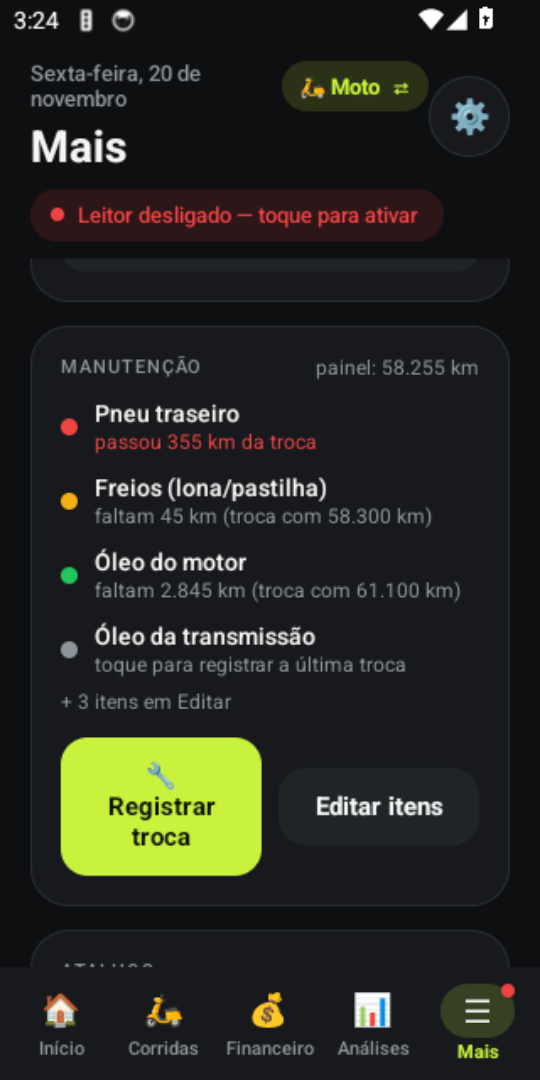 3:24
Sexta-feira, 20 de
novembro
Moto
Mais
Leitor desligado — toque para ativar
MANUTENÇÃO
painel: 58.255 km
Pneu traseiro
passou 355 km da troca
Freios (lona/pastilha)
faltam 45 km (troca com 58.300 km)
Óleo do motor
faltam 2.845 km (troca com 61.100 km)
Óleo da transmissão
toque para registrar a última troca
+ 3 itens em Editar
Registrar
troca
Editar itens
Início
Corridas
Financeiro
Análises
Mais